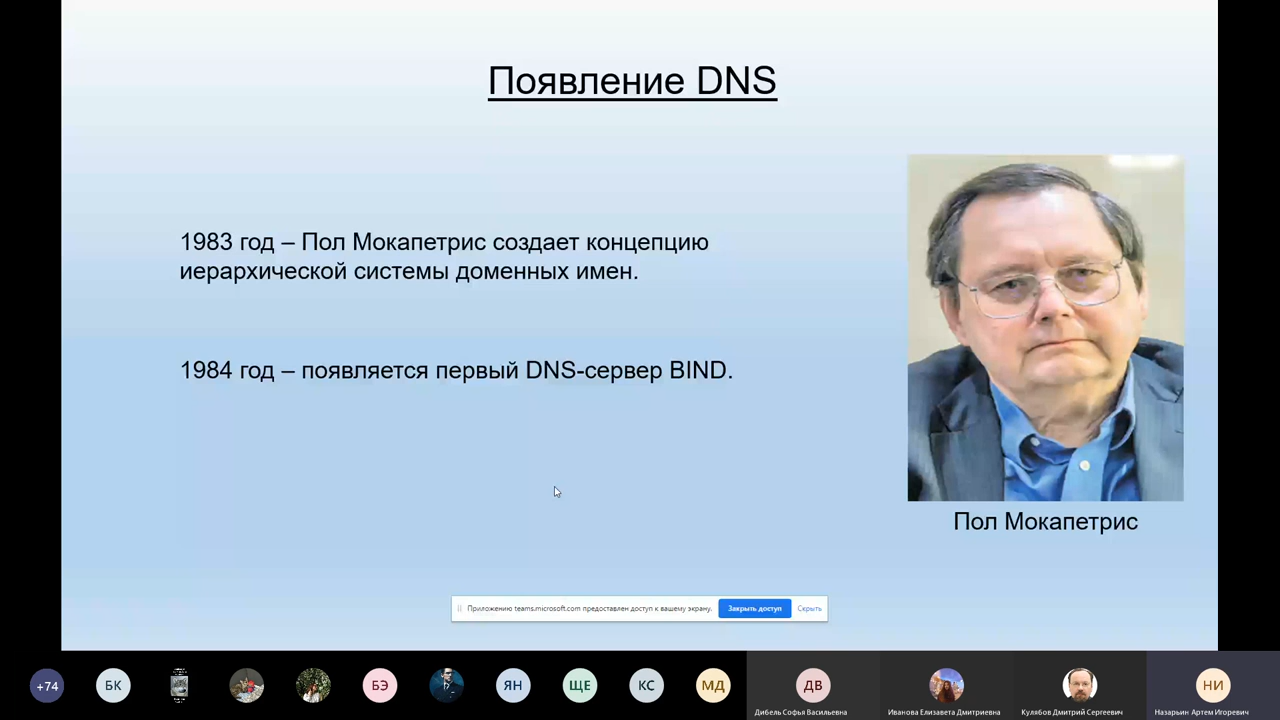 Появление DNS
1983 год – Пол Мокапетрис создает концепцию
иерархической системы доменных имен.
1984 год – появляется первый DNS-сервер BIND.
Пол Мокапетрис
Приложению teams.microsoft.com предоставлен доступ к вашему экрану. Закрыть доступ Скрыть
+74 БК БЭ ЯН ЩЕ КС МД ДВ НИ
Дибель Софья Васильевна Иванова Елизавета Дмитриевна Кулябов Дмитрий Сергеевич Назарьин Артем Игоревич